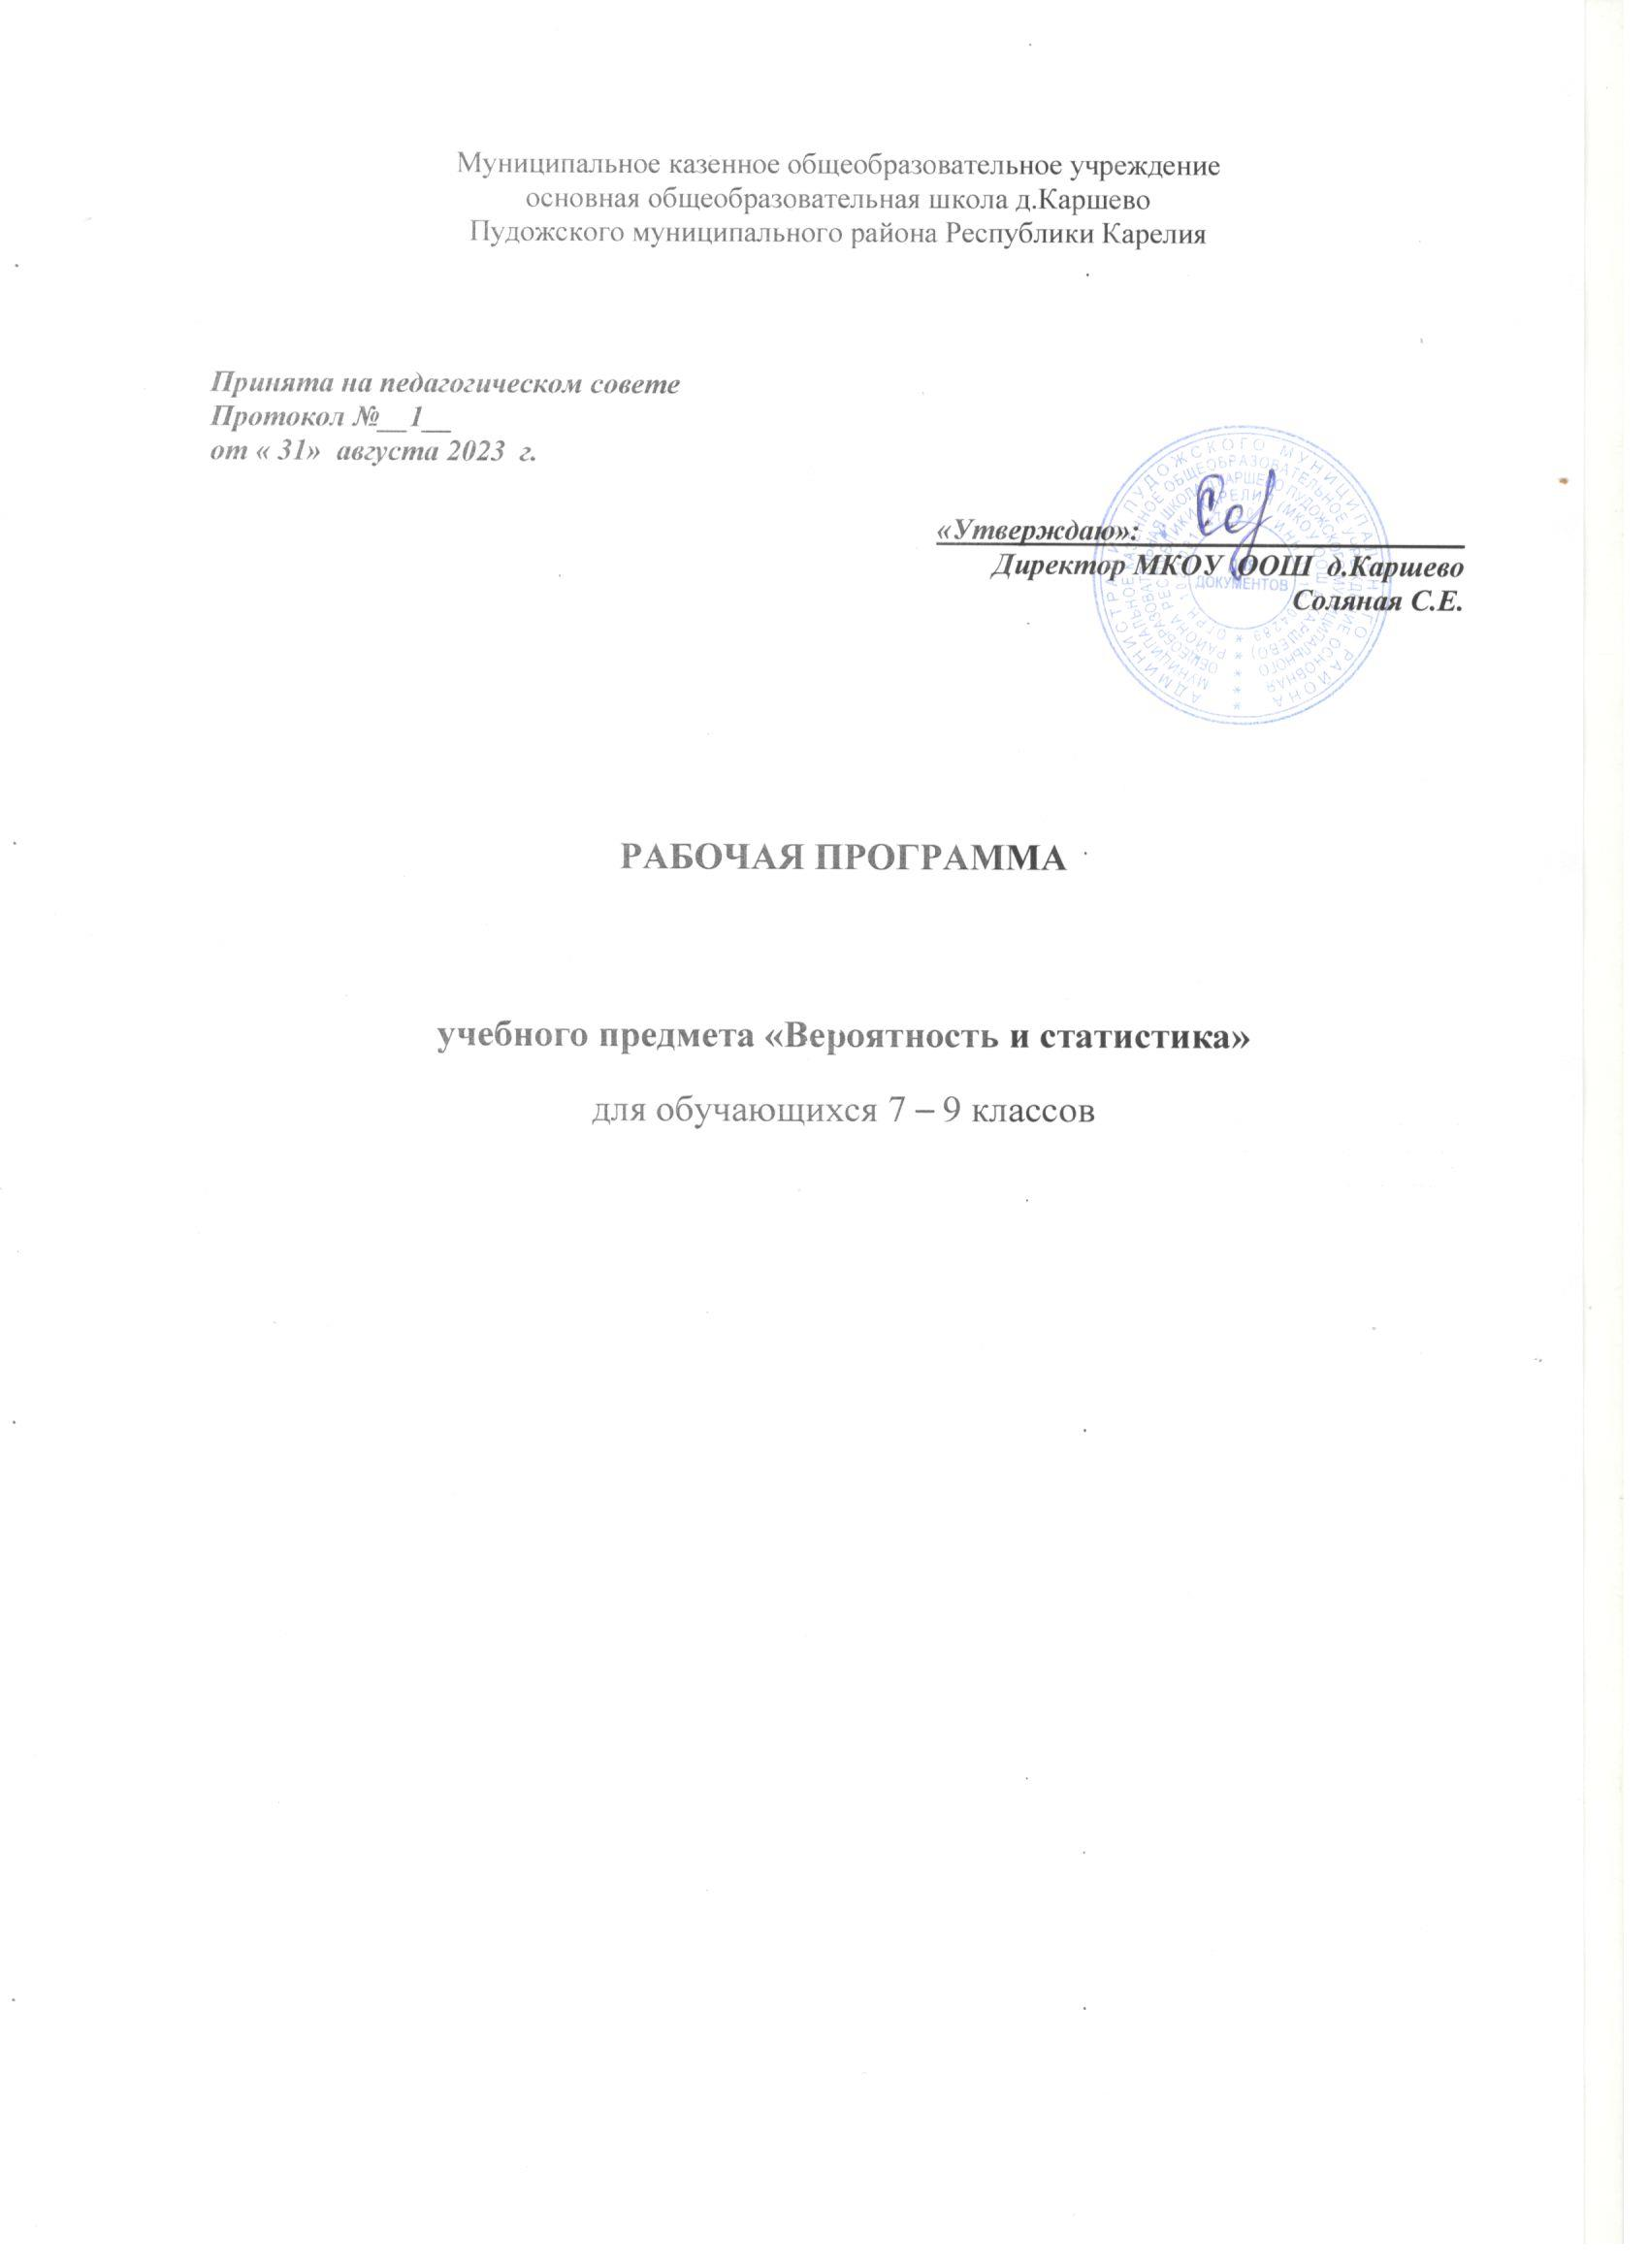 Муниципальное казенное общеобразовательное учреждение
основная общеобразовательная школа д.Каршево
Пудожского муниципального района Республики Карелия
Принята на педагогическом совете
Протокол №__1__
от « 31»  августа 2023  г.
«Утверждаю»:
Директор МКОУ ООШ д.Каршево
Соляная С.Е.
ДОКУМЕНТОВ
РАБОЧАЯ ПРОГРАММА
учебного предмета «Вероятность и статистика»
для обучающихся 7 – 9 классов